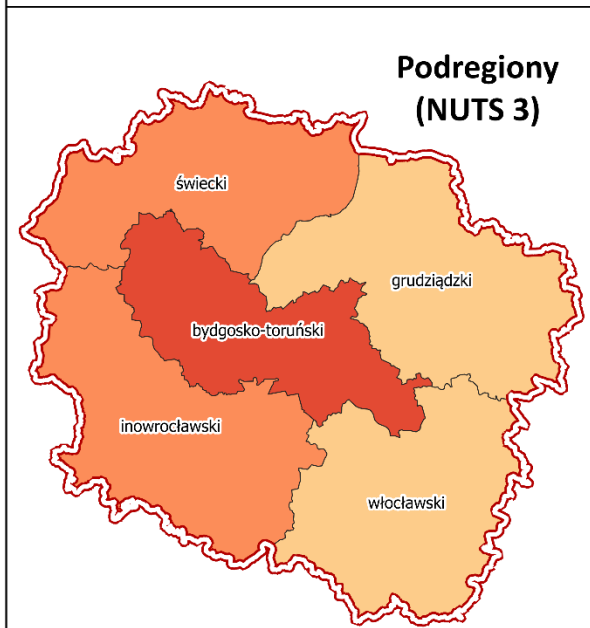 Podregiony
(NUTS 3)
świecki
grudziądzki
bydgosko-toruński
inowrocławski
włocławski